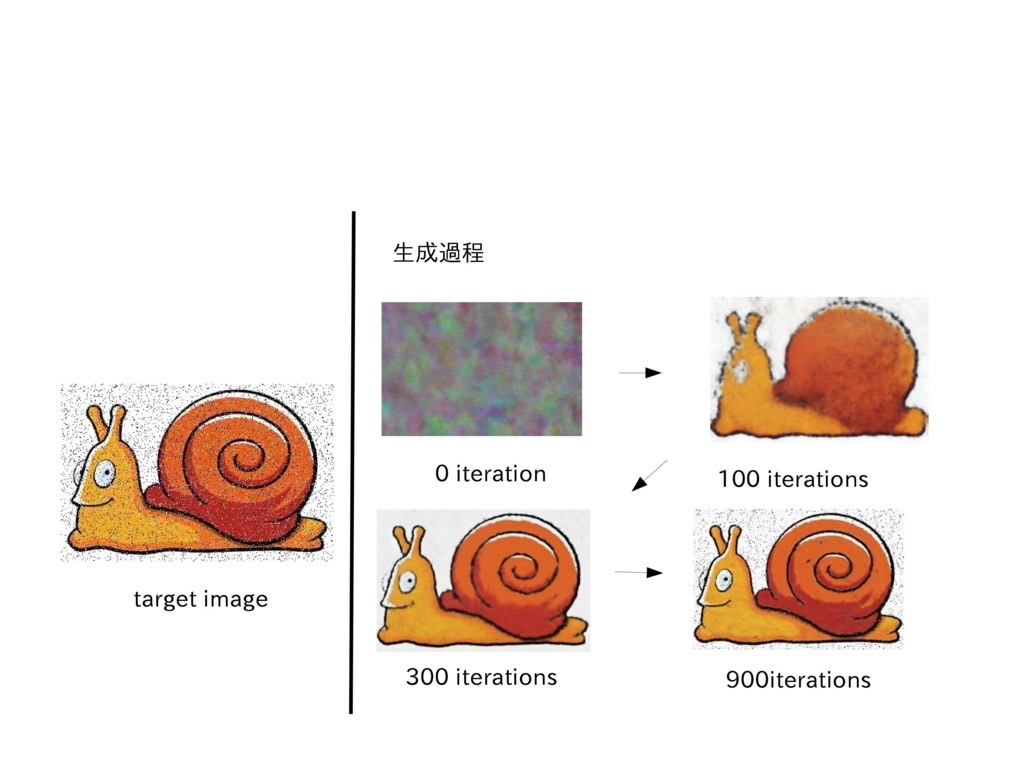 生成過程
0 iteration
100 iterations
target image
300 iterations
900iterations